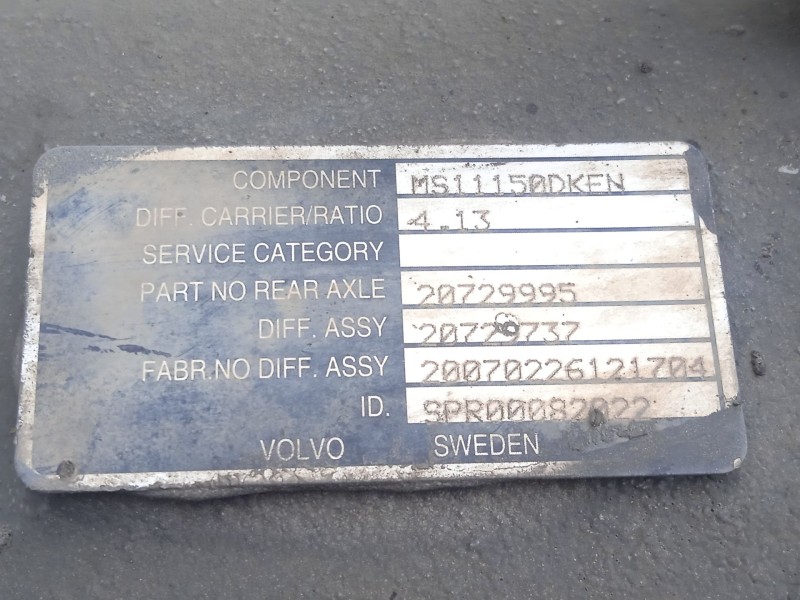 COMPONENT MS11150DKEN
DIFF. CARRIER/RATIO 4.13
SERVICE CATEGORY
PART NO REAR AXLE 20729995
DIFF. ASSY 20729737
FABR.NO DIFF. ASSY 20070226121704
ID. SPR00082022
VOLVO SWEDEN